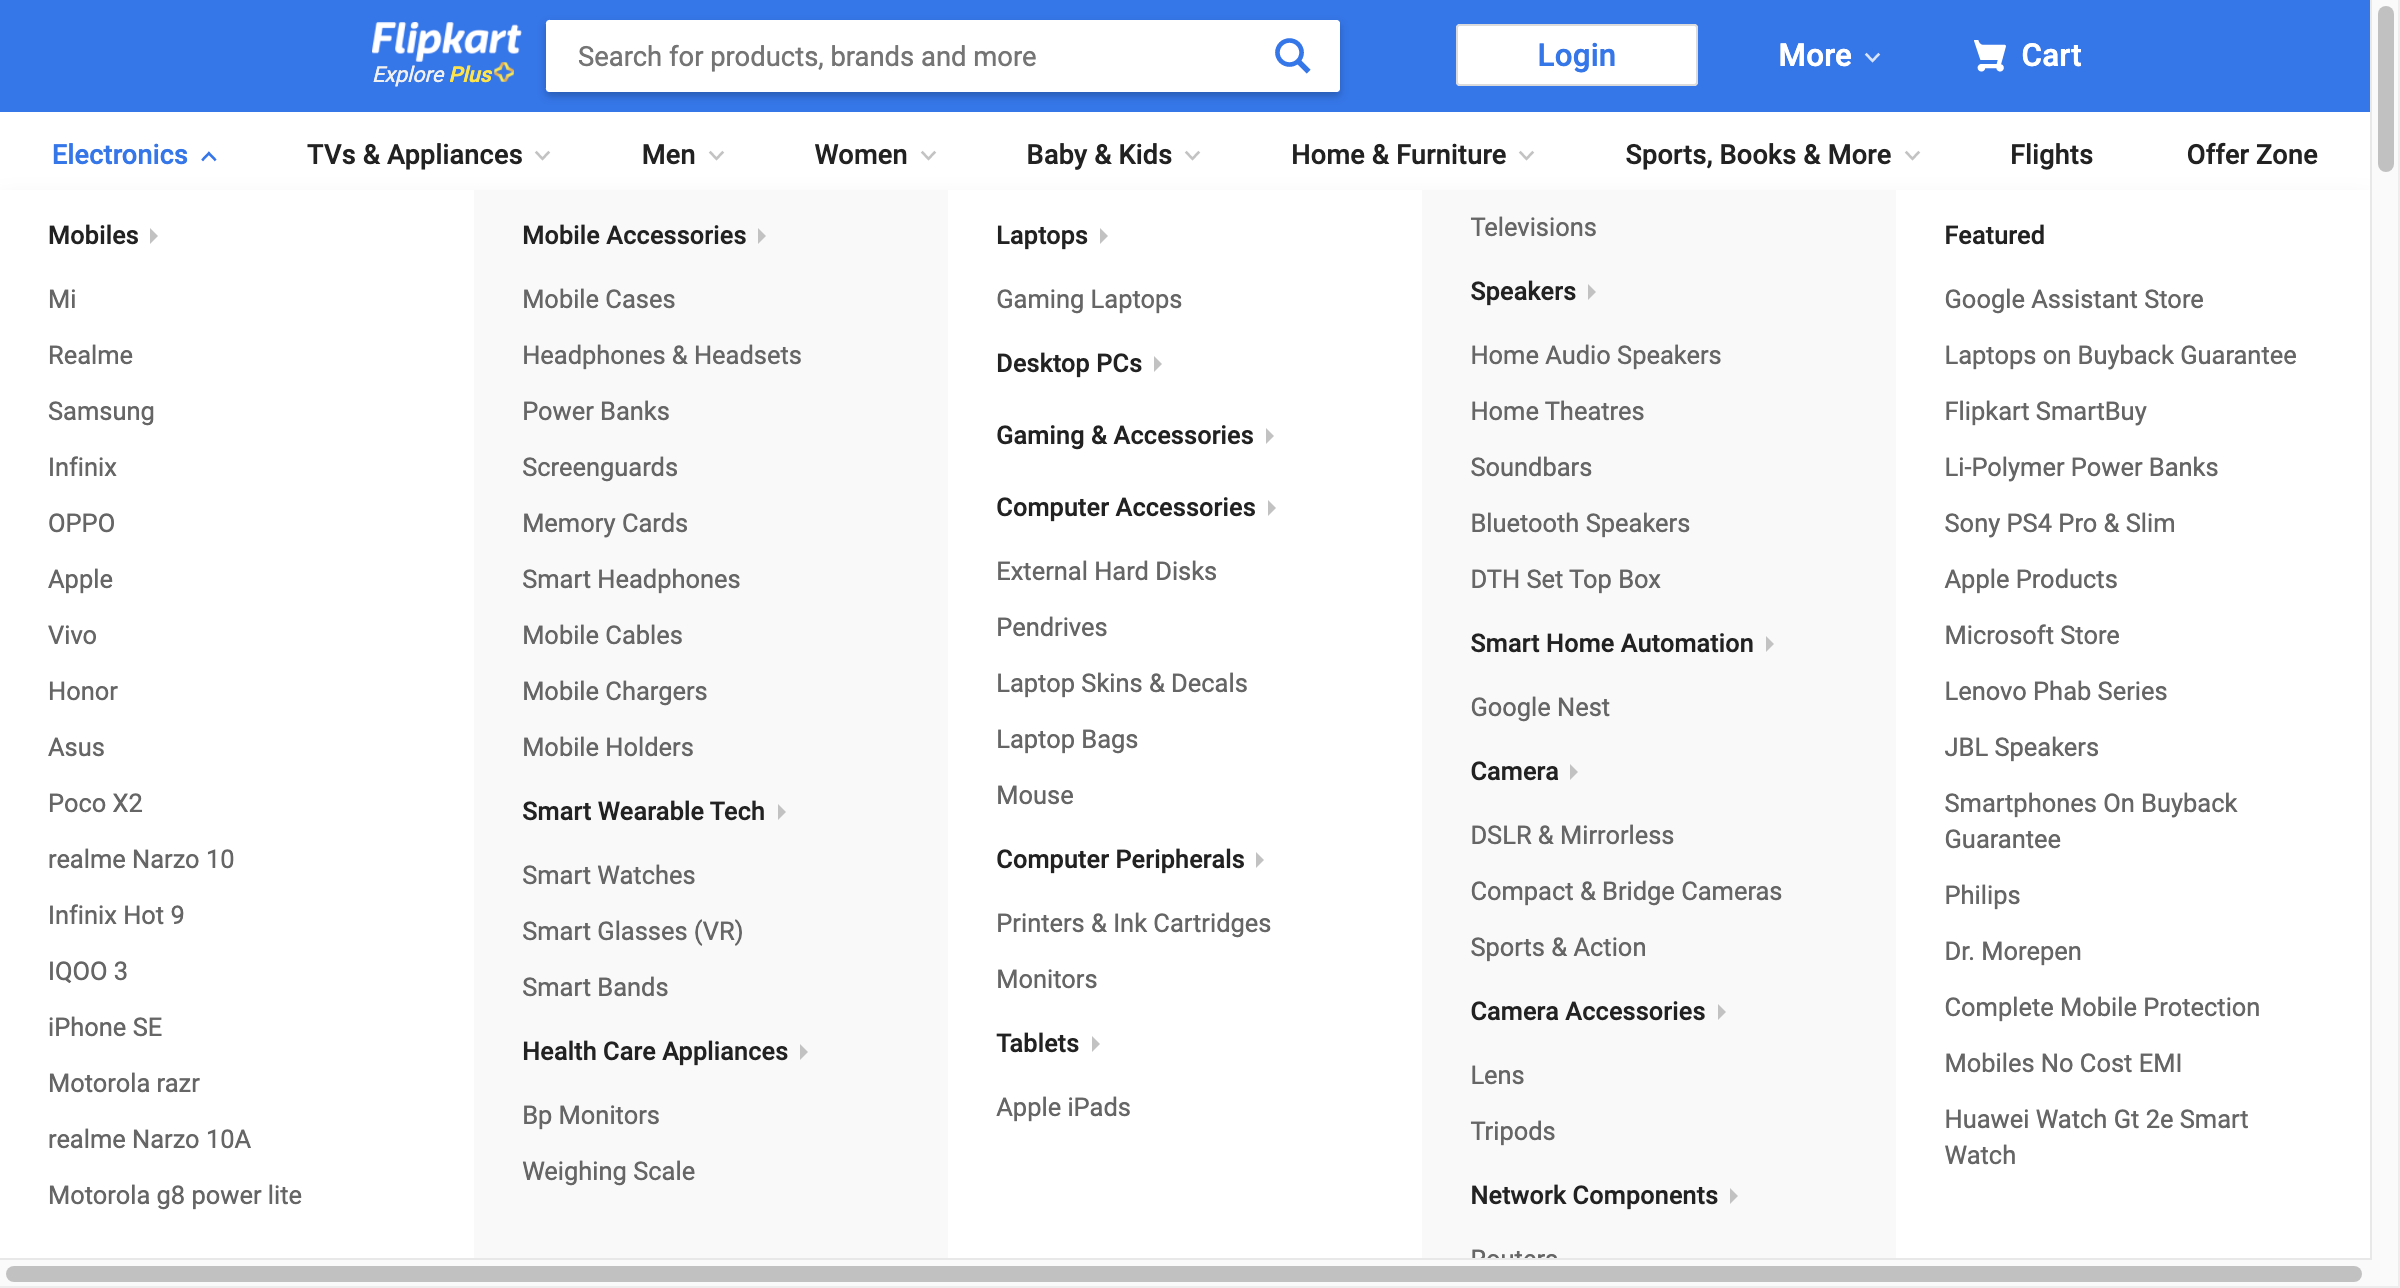 Flipkart
Explore Plus
Search for products, brands and more
Login
More
Cart
Electronics
TVs & Appliances
Men
Women
Baby & Kids
Home & Furniture
Sports, Books & More
Flights
Offer Zone
Mobiles
Mi
Realme
Samsung
Infinix
OPPO
Apple
Vivo
Honor
Asus
Poco X2
realme Narzo 10
Infinix Hot 9
IQOO 3
iPhone SE
Motorola razr
realme Narzo 10A
Motorola g8 power lite
Mobile Accessories
Mobile Cases
Headphones & Headsets
Power Banks
Screenguards
Memory Cards
Smart Headphones
Mobile Cables
Mobile Chargers
Mobile Holders
Smart Wearable Tech
Smart Watches
Smart Glasses (VR)
Smart Bands
Health Care Appliances
Bp Monitors
Weighing Scale
Laptops
Gaming Laptops
Desktop PCs
Gaming & Accessories
Computer Accessories
External Hard Disks
Pendrives
Laptop Skins & Decals
Laptop Bags
Mouse
Computer Peripherals
Printers & Ink Cartridges
Monitors
Tablets
Apple iPads
Televisions
Speakers
Home Audio Speakers
Home Theatres
Soundbars
Bluetooth Speakers
DTH Set Top Box
Smart Home Automation
Google Nest
Camera
DSLR & Mirrorless
Compact & Bridge Cameras
Sports & Action
Camera Accessories
Lens
Tripods
Network Components
Routers
Featured
Google Assistant Store
Laptops on Buyback Guarantee
Flipkart SmartBuy
Li-Polymer Power Banks
Sony PS4 Pro & Slim
Apple Products
Microsoft Store
Lenovo Phab Series
JBL Speakers
Smartphones On Buyback
Guarantee
Philips
Dr. Morepen
Complete Mobile Protection
Mobiles No Cost EMI
Huawei Watch Gt 2e Smart
Watch